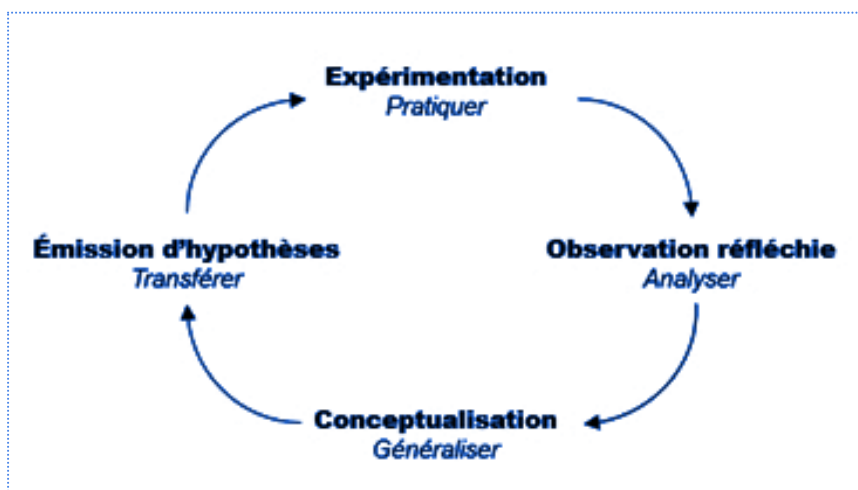 Expérimentation
Pratiquer
Émission d'hypothèses
Transférer
Observation réfléchie
Analyser
Conceptualisation
Généraliser